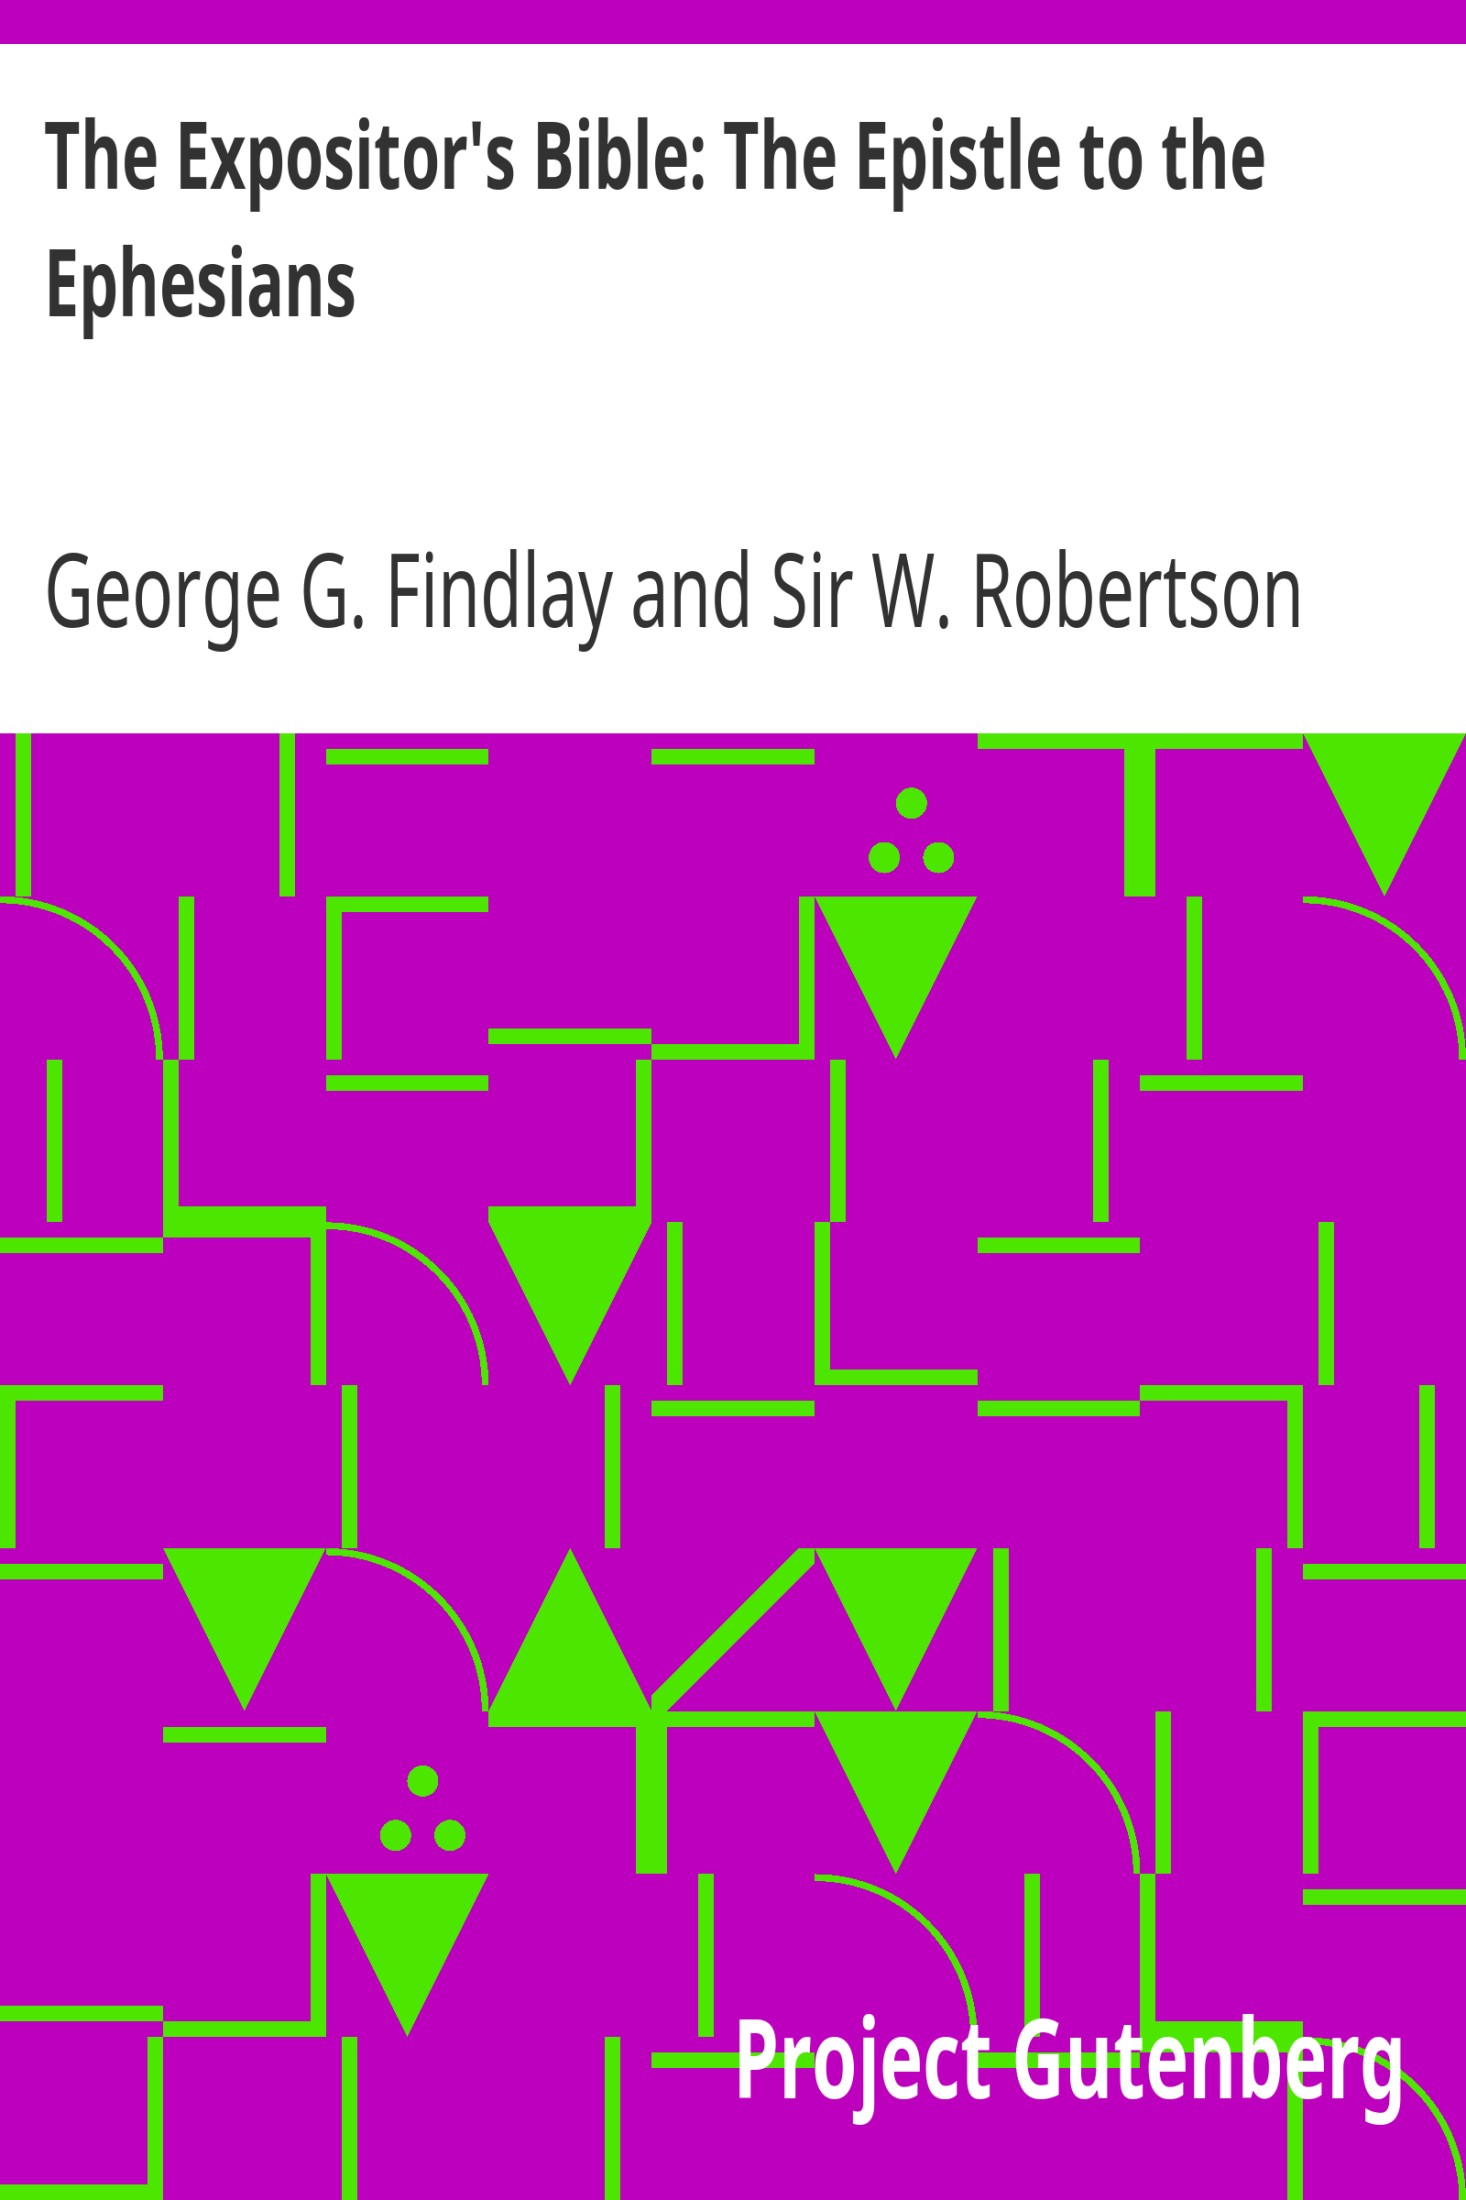 The Expositor's Bible: The Epistle to the
Ephesians
George G. Findlay and Sir W. Robertson
Project Gutenberg